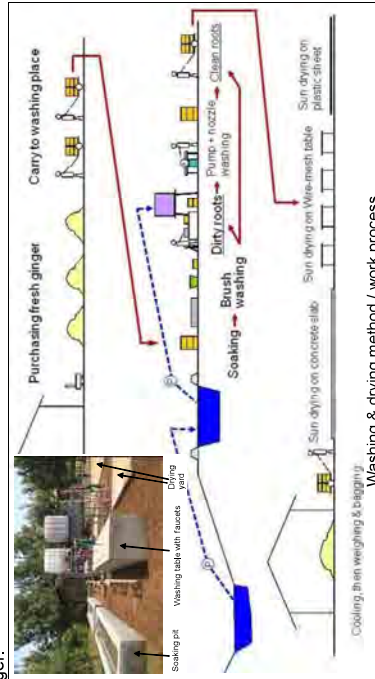 ger.
Purchasing fresh ginger
Carry to washing place
Drying
yard
Washing table with faucets
Soaking pit
P
P
Soaking
Brush
washing
Dirty roots
Pump + nozzle
washing
Clean roots
Sun drying on concrete slab
Sun drying on Wire-mesh table
Sun drying on
plastic sheet
Cooling, then weighing & bagging
Washing & drying method / work process